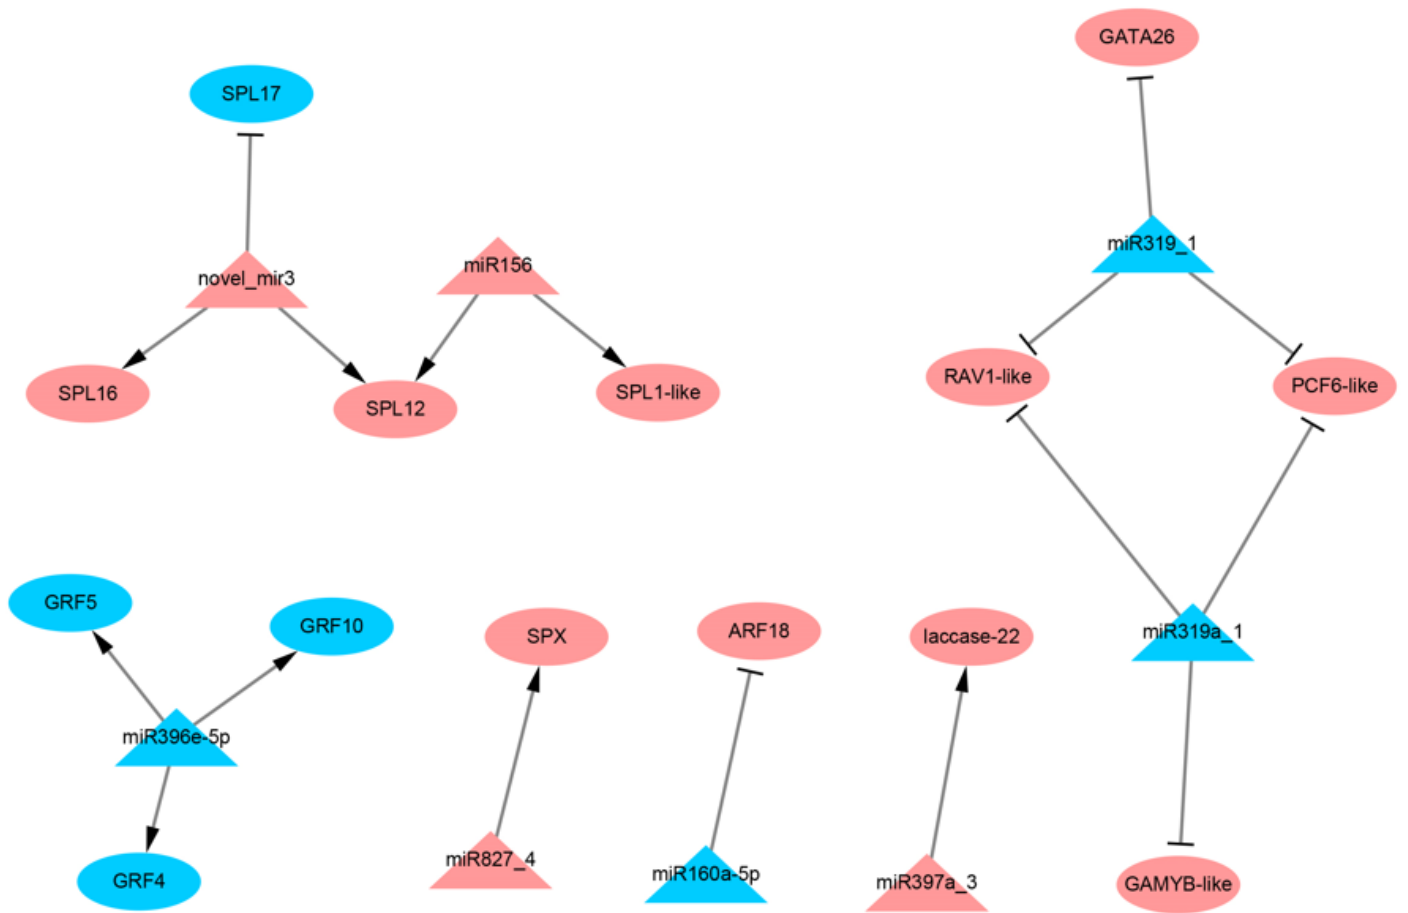 GATA26
SPL17
miR319_1
miR156
novel_mir3
RAV1-like
PCF6-like
SPL16
SPL12
SPL1-like
GRF5
GRF10
SPX
ARF18
laccase-22
miR319a_1
miR396e-5p
miR827_4
miR160a-5p
miR397a_3
GRF4
GAMYB-like